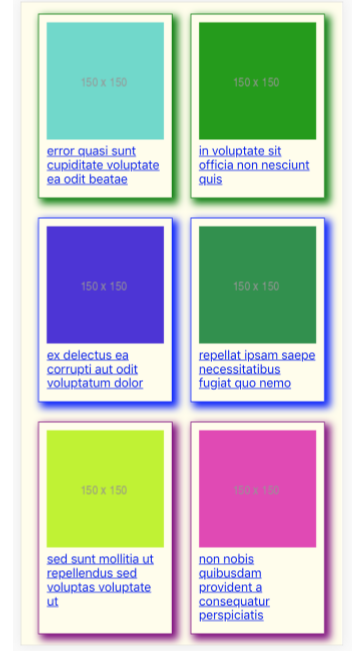 150 x 150
error quasi sunt
cupiditate voluptate
ea odit beatae
150 x 150
in voluptate sit
officia non nesciunt
quis
150 x 150
ex delectus ea
corrupti aut odit
voluptatum dolor
150 x 150
repellat ipsam saepe
necessitatibus
fugiat quo nemo
150 x 150
sed sunt mollitia ut
repellendus sed
voluptas voluptate
ut
150 x 150
non nobis
quibusdam
provident a
consequatur
perspiciatis